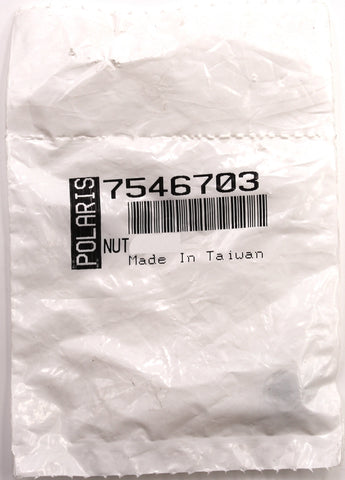 POLARIS
7546703
NUT
Made In Taiwan